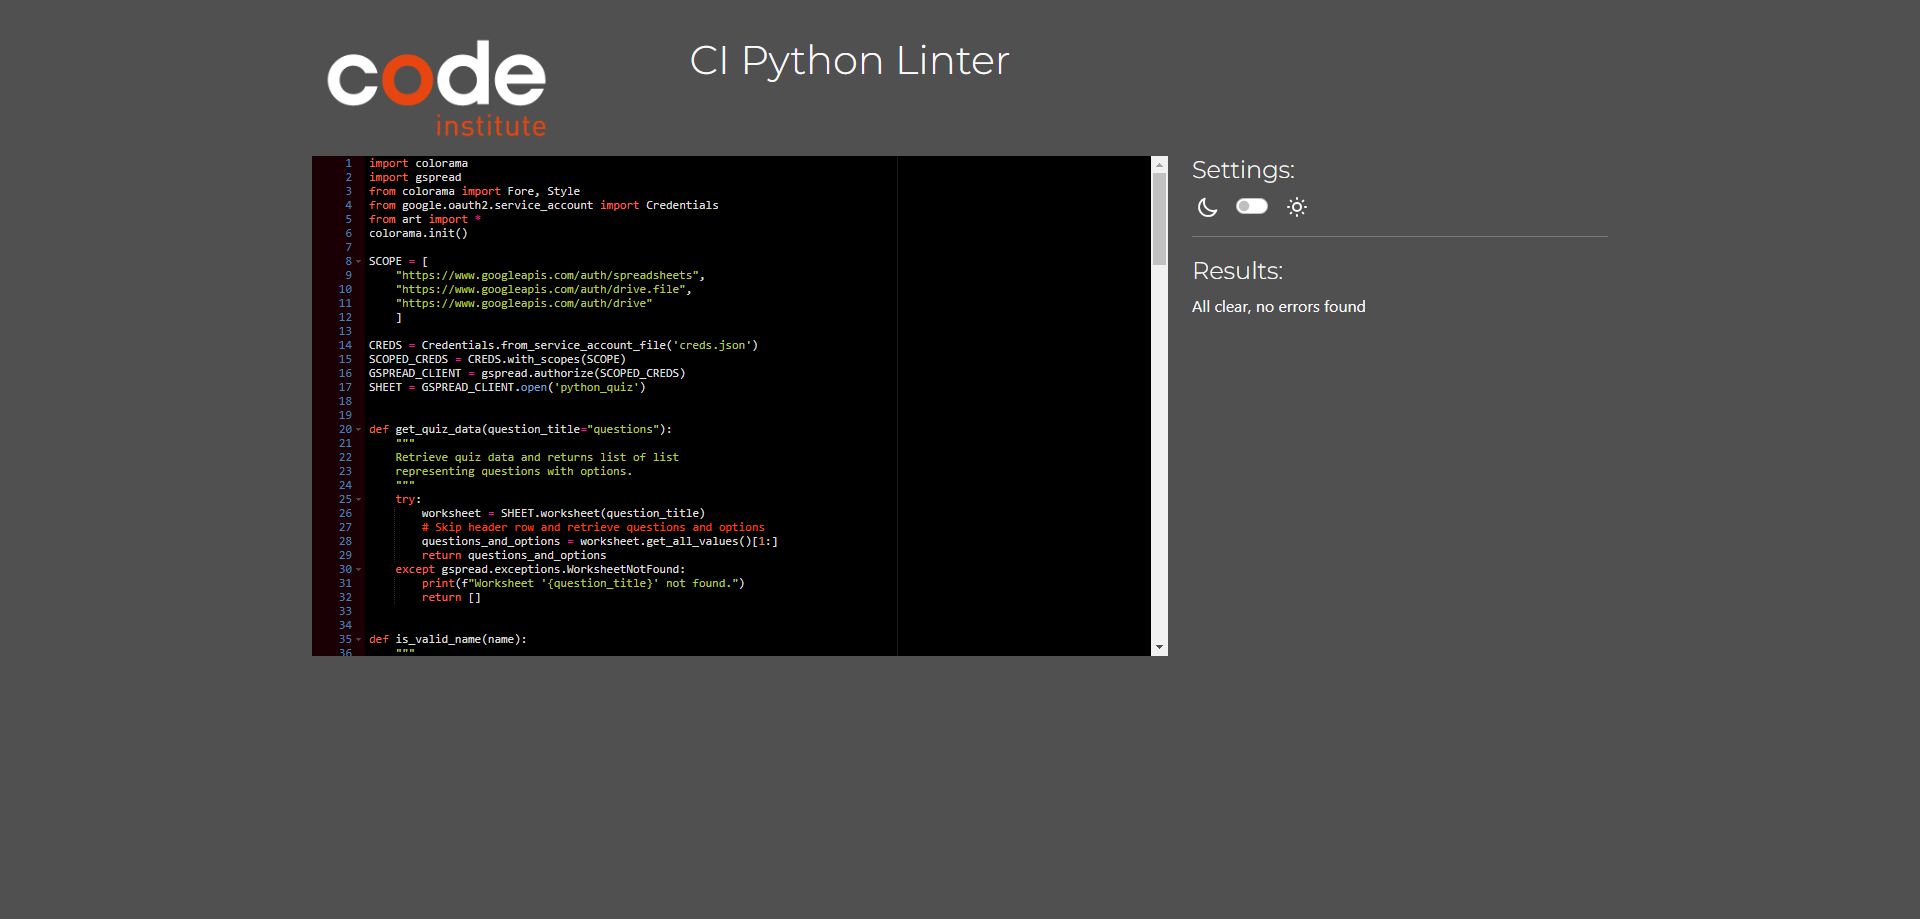 code
institute
CI Python Linter
1 import colorama
2 import gspread
3 from colorama import Fore, Style
4 from google.oauth2.service_account import Credentials
5 from art import *
6 colorama.init()
7
8 SCOPE = [
9     "https://www.googleapis.com/auth/spreadsheets",
10     "https://www.googleapis.com/auth/drive.file",
11     "https://www.googleapis.com/auth/drive"
12     ]
13
14 CREDS = Credentials.from_service_account_file('creds.json')
15 SCOPED_CREDS = CREDS.with_scopes(SCOPE)
16 GSPREAD_CLIENT = gspread.authorize(SCOPED_CREDS)
17 SHEET = GSPREAD_CLIENT.open('python_quiz')
18
19
20 def get_quiz_data(question_title="questions"):
21     """
22     Retrieve quiz data and returns list of list
23     representing questions with options.
24     """
25     try:
26         worksheet = SHEET.worksheet(question_title)
27         # Skip header row and retrieve questions and options
28         questions_and_options = worksheet.get_all_values()[1:]
29         return questions_and_options
30     except gspread.exceptions.WorksheetNotFound:
31         print(f"Worksheet '{question_title}' not found.")
32         return []
33
34
35 def is_valid_name(name):
36     """
Settings:
Results:
All clear, no errors found